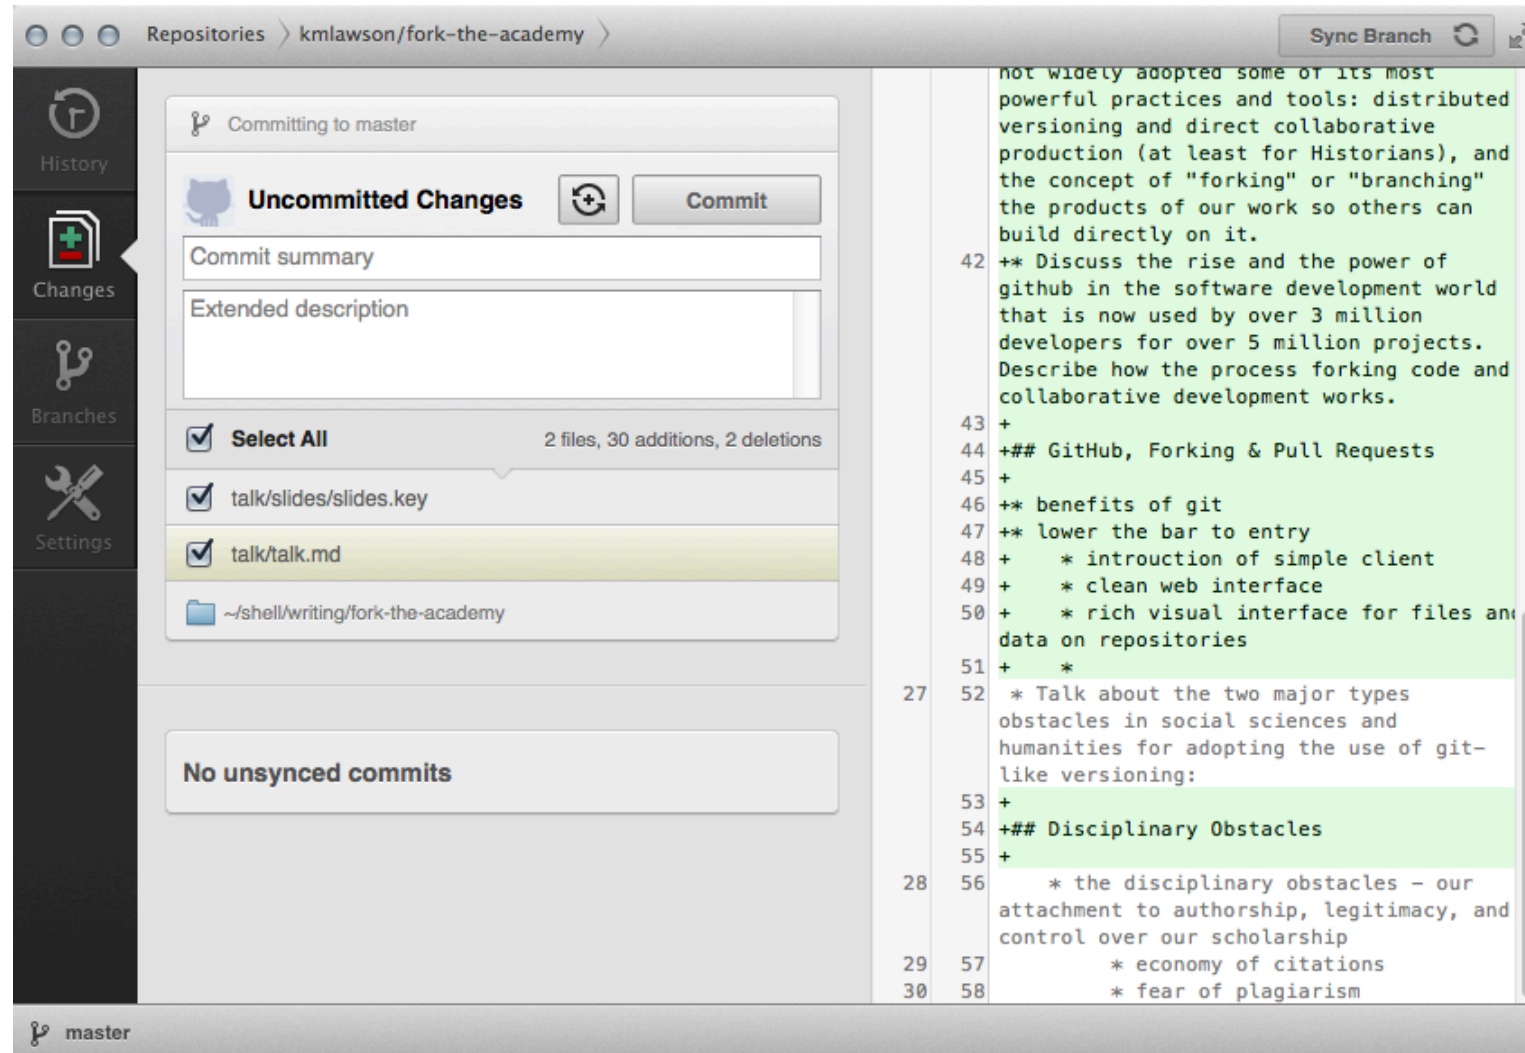 Repositories kmlawson/fork-the-academy
Sync Branch
History
Changes
Branches
Settings
Committing to master
Uncommitted Changes
Commit
Commit summary
Extended description
Select All 2 files, 30 additions, 2 deletions
talk/slides/slides.key
talk/talk.md
~/shell/writing/fork-the-academy
No unsynced commits
not widely adopted some of its most
powerful practices and tools: distributed
versioning and direct collaborative
production (at least for Historians), and
the concept of "forking" or "branching"
the products of our work so others can
build directly on it.
42 +* Discuss the rise and the power of
github in the software development world
that is now used by over 3 million
developers for over 5 million projects.
Describe how the process forking code and
collaborative development works.
43 +
44 +## GitHub, Forking & Pull Requests
45 +
46 +* benefits of git
47 +* lower the bar to entry
48 +    * introuction of simple client
49 +    * clean web interface
50 +    * rich visual interface for files and
data on repositories
51 +    *
27 52 * Talk about the two major types
obstacles in social sciences and
humanities for adopting the use of git-
like versioning:
53 +
54 +## Disciplinary Obstacles
55 +
28 56 * the disciplinary obstacles – our
attachment to authorship, legitimacy, and
control over our scholarship
29 57 * economy of citations
30 58 * fear of plagiarism
master